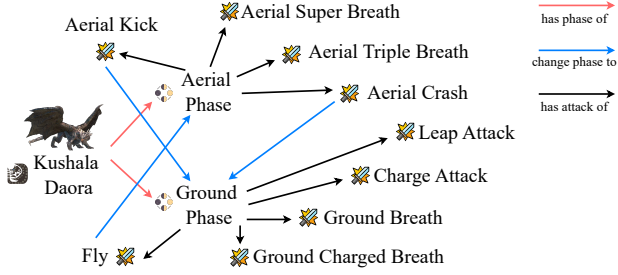 Aerial Super Breath
Aerial Kick
has phase of
Aerial Triple Breath
change phase to
Aerial
Phase
Aerial Crash
has attack of
Leap Attack
Kushala
Daora
Charge Attack
Ground
Phase
Ground Breath
Fly
Ground Charged Breath